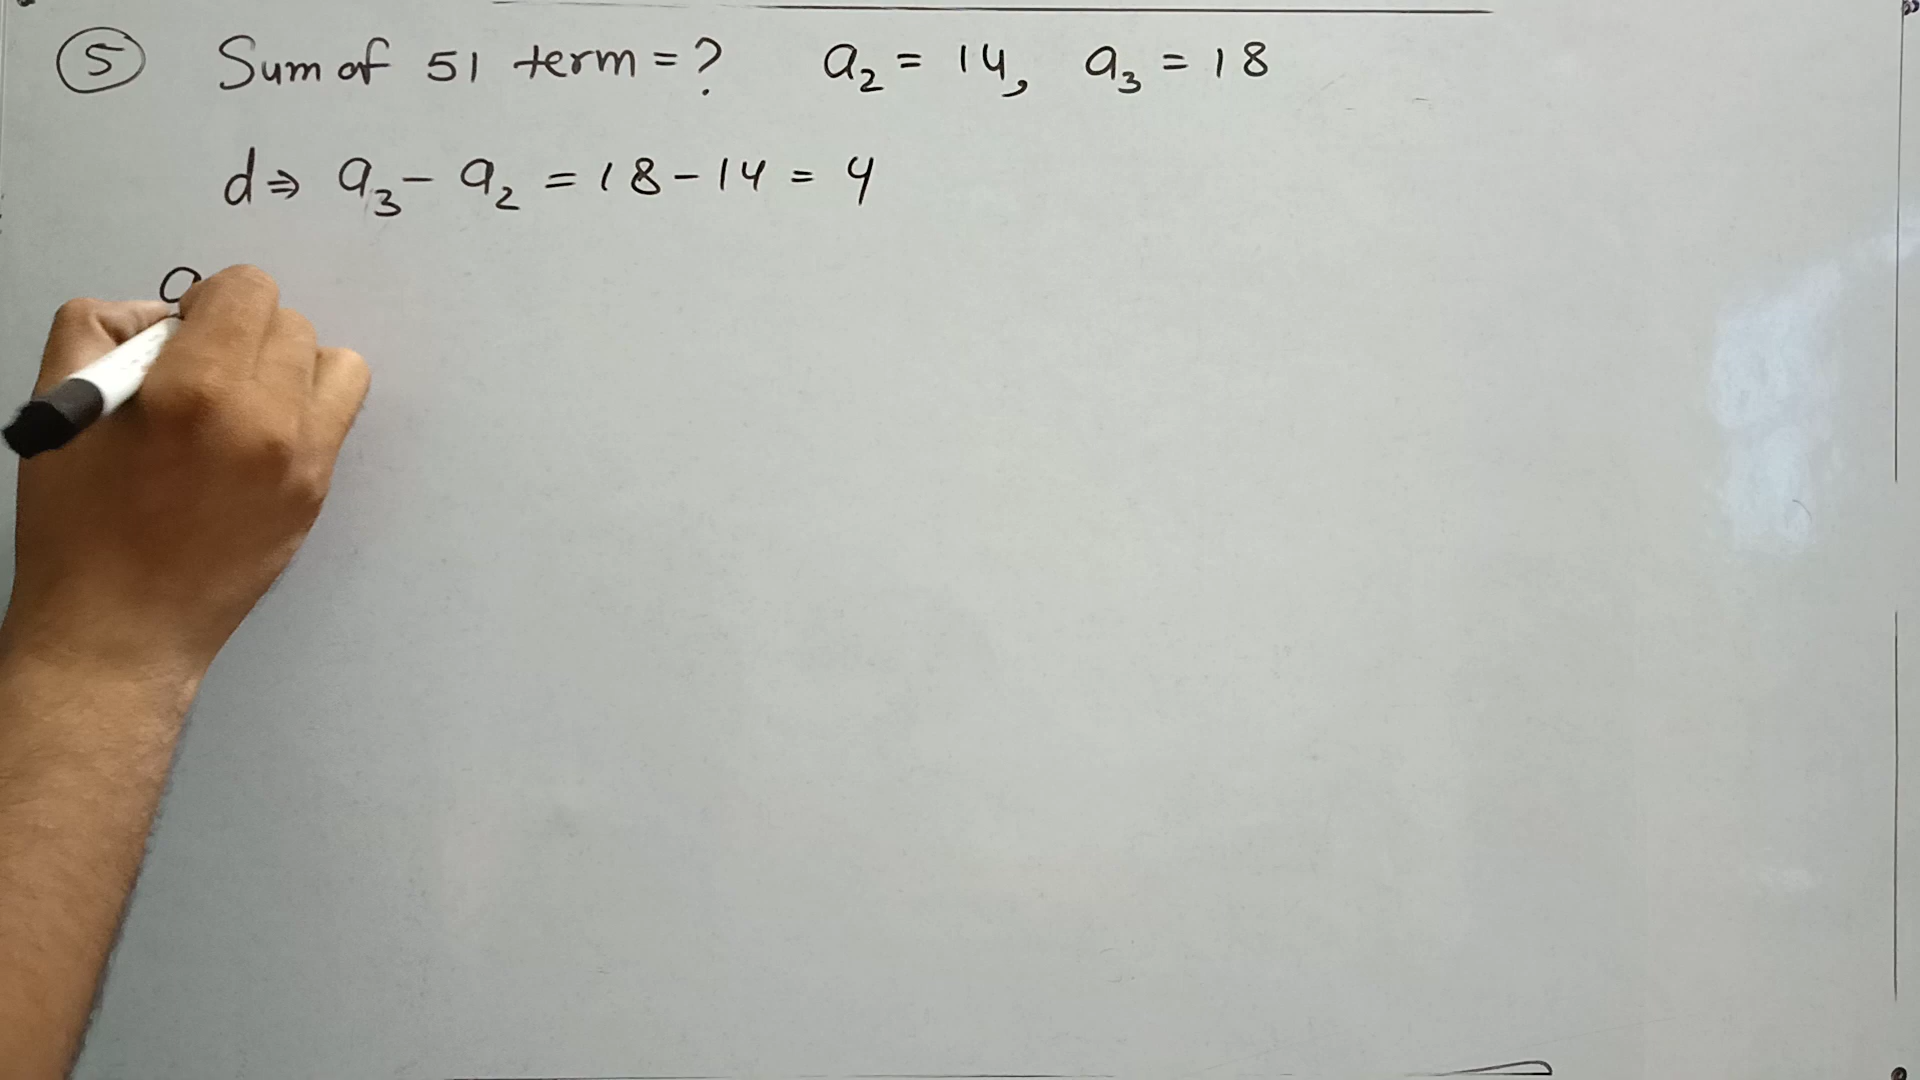 5 Sum of 51 term = ? a₂ = 14, a₃ = 18
d ⇒ a₃ - a₂ = 18 - 14 = 4
a